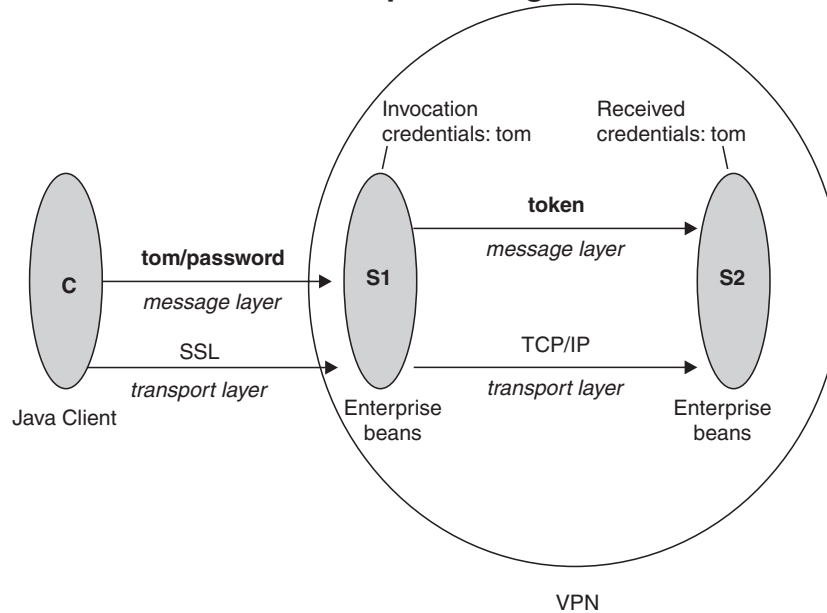 Invocation
credentials: tom
Received
credentials: tom
token
message layer
tom/password
message layer
C
S1
S2
SSL
transport layer
TCP/IP
transport layer
Java Client
Enterprise
beans
Enterprise
beans
VPN